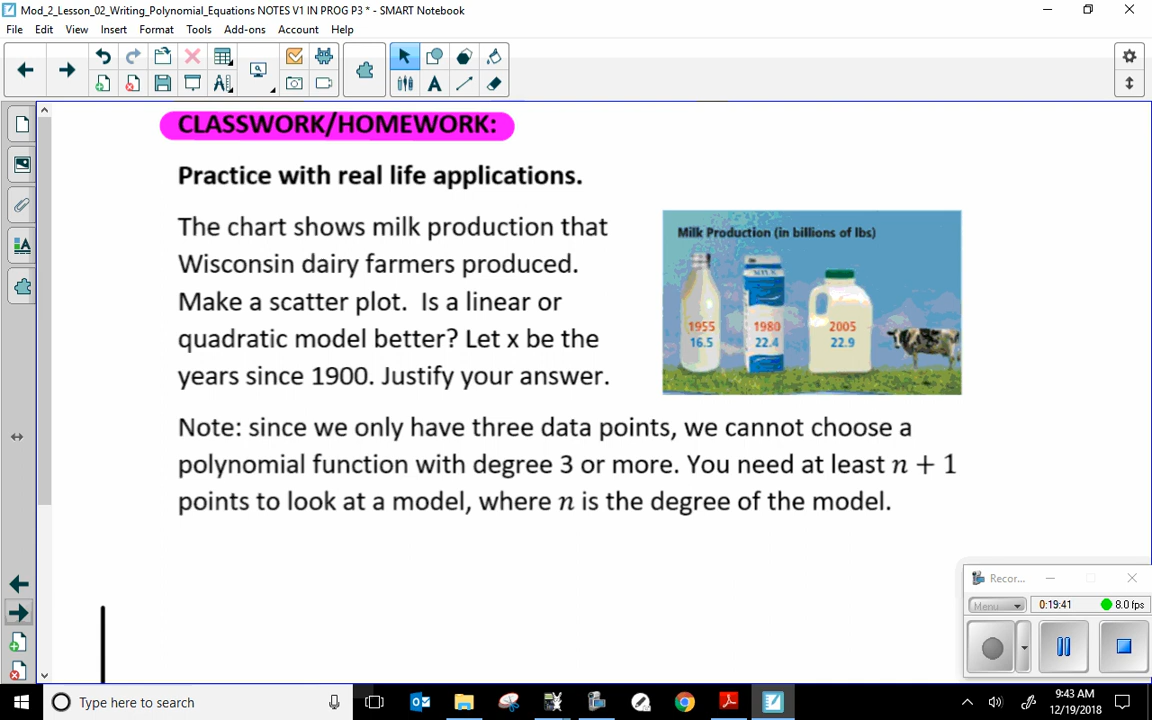 Mod_2_Lesson_02_Writing_Polynomial_Equations NOTES V1 IN PROG P3 * - SMART Notebook
File Edit View Insert Format Tools Add-ons Account Help
CLASSWORK/HOMEWORK:
Practice with real life applications.
The chart shows milk production that
Wisconsin dairy farmers produced.
Make a scatter plot. Is a linear or
quadratic model better? Let x be the
years since 1900. Justify your answer.
Milk Production (in billions of lbs)
MILK
1955 1980 2005
16.5 22.4 22.9
Note: since we only have three data points, we cannot choose a
polynomial function with degree 3 or more. You need at least n + 1
points to look at a model, where n is the degree of the model.
Recor...
Menu 0:19:41 8.0 fps
Type here to search
9:43 AM
12/19/2018